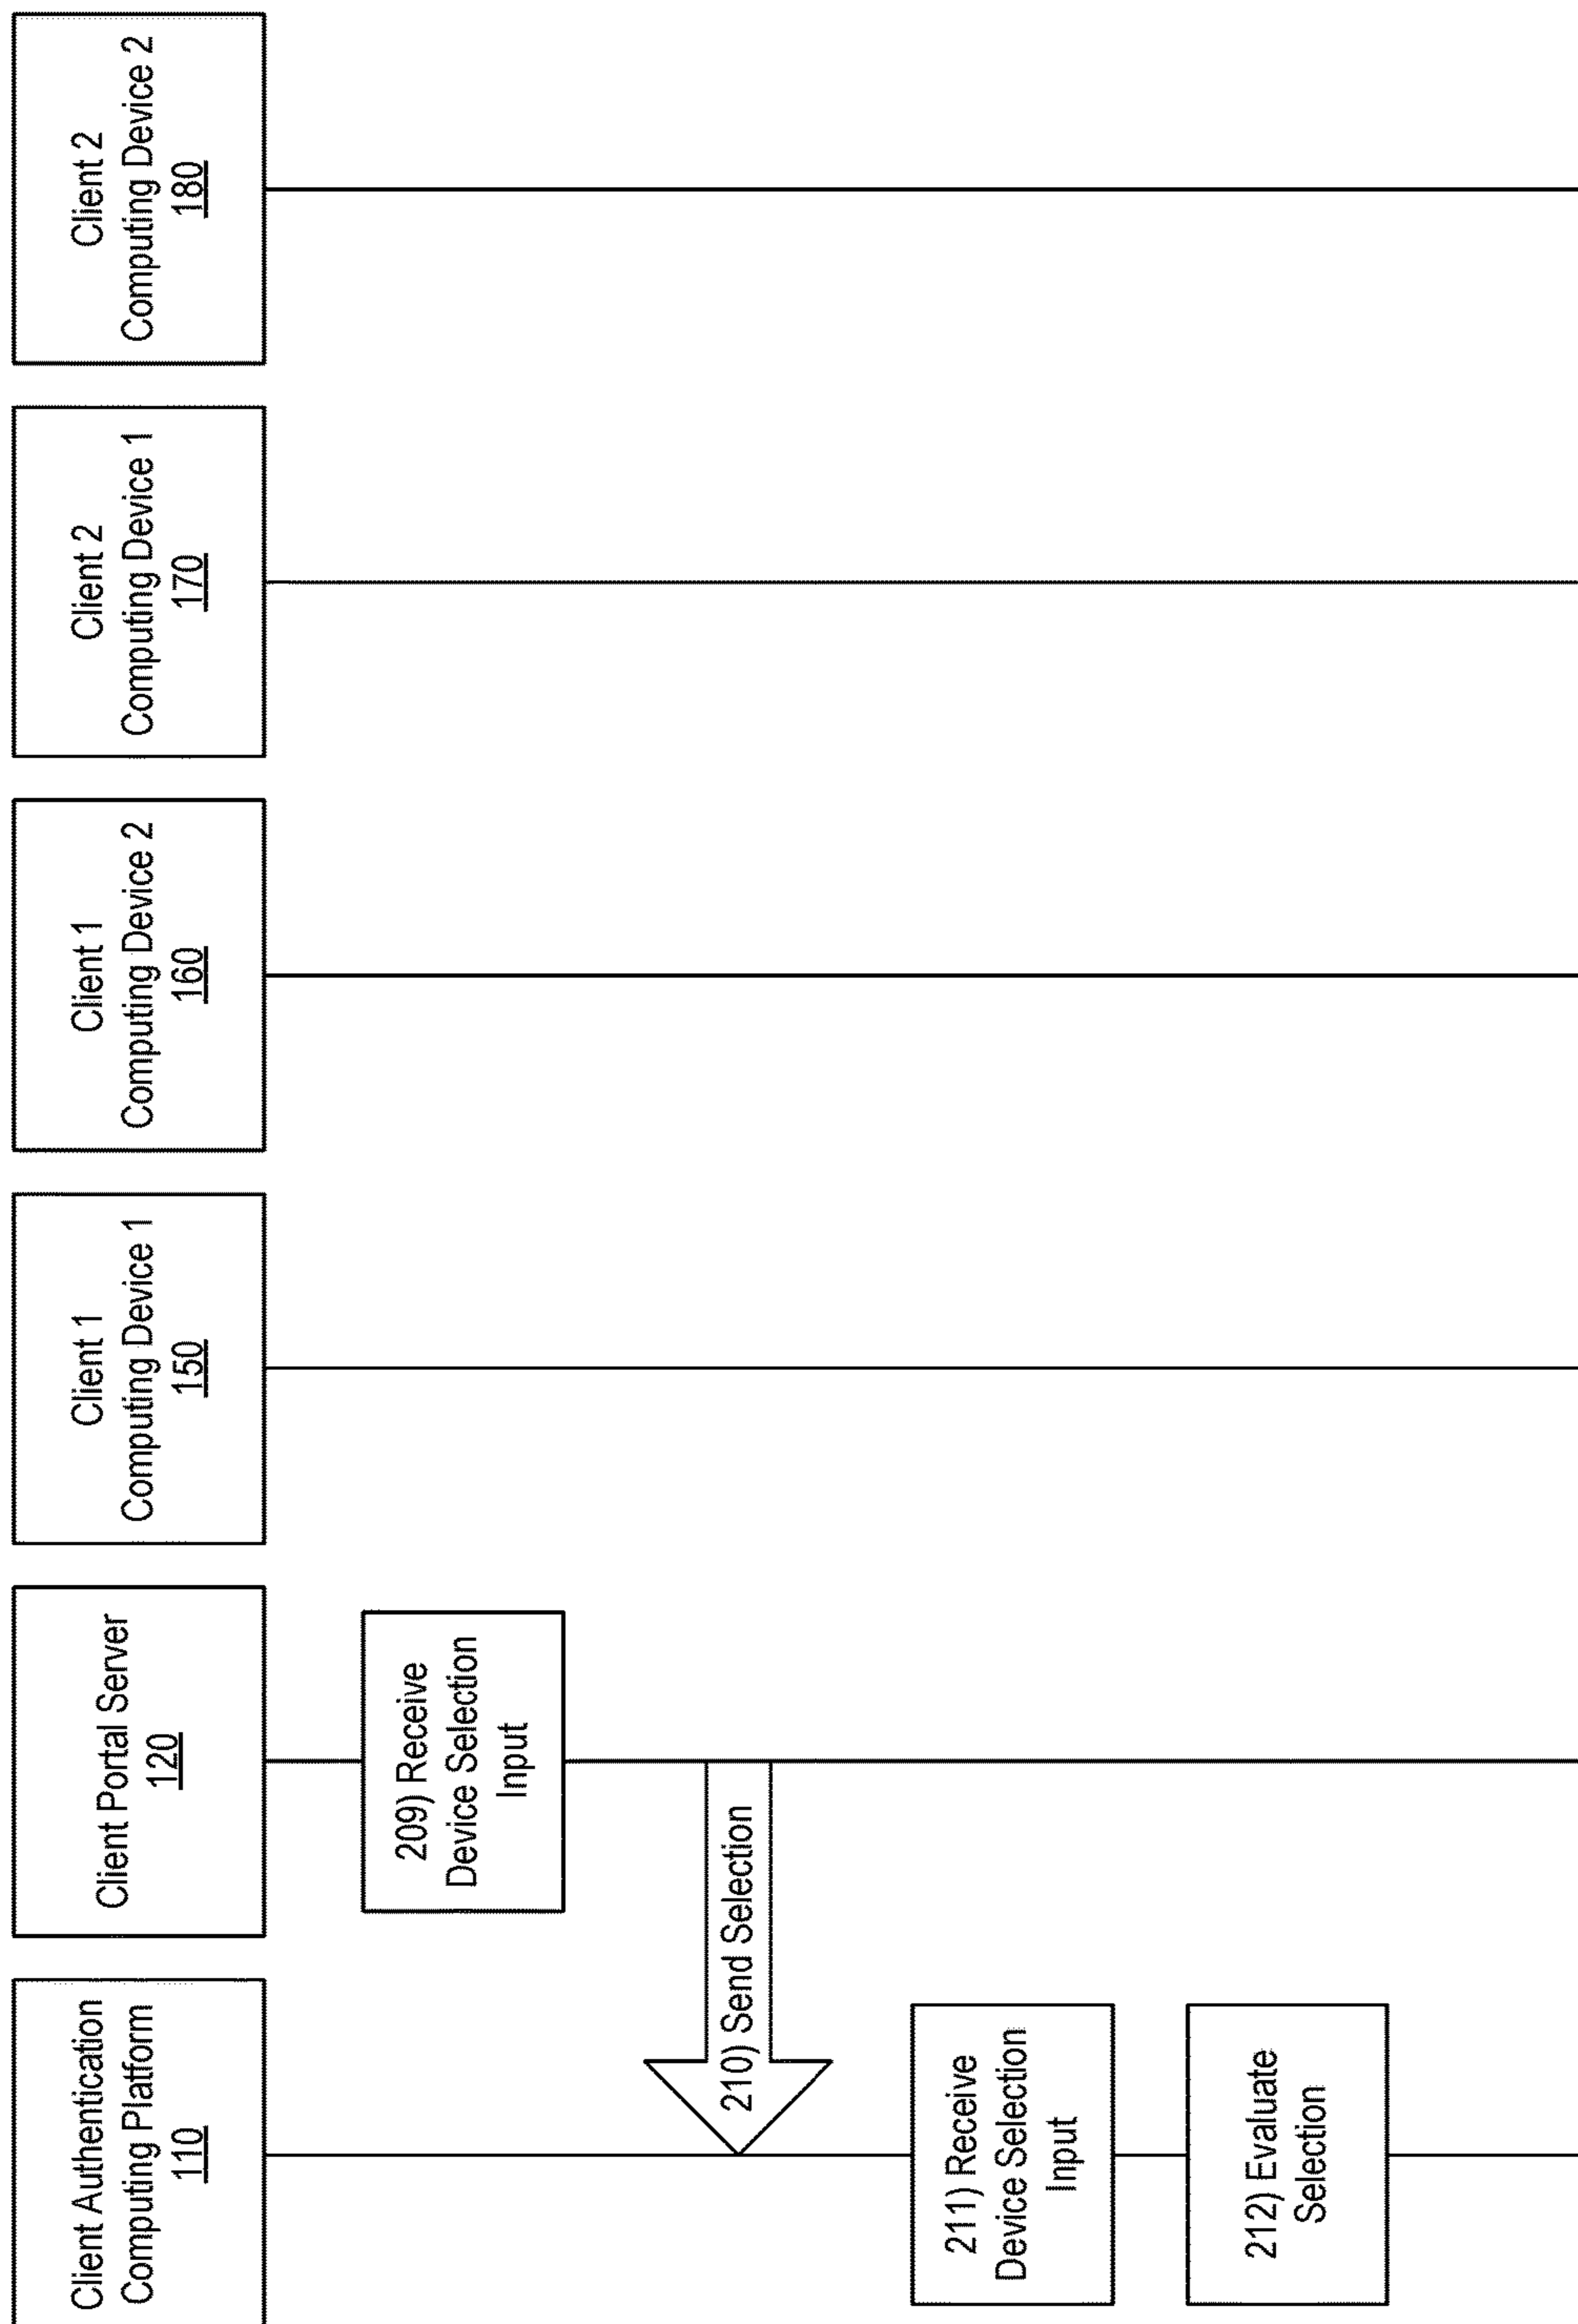 Client Authentication
Computing Platform
110
Client Portal Server
120
Client 1
Computing Device 1
150
Client 1
Computing Device 2
160
Client 2
Computing Device 1
170
Client 2
Computing Device 2
180
209) Receive
Device Selection
Input
210) Send Selection
211) Receive
Device Selection
Input
212) Evaluate
Selection